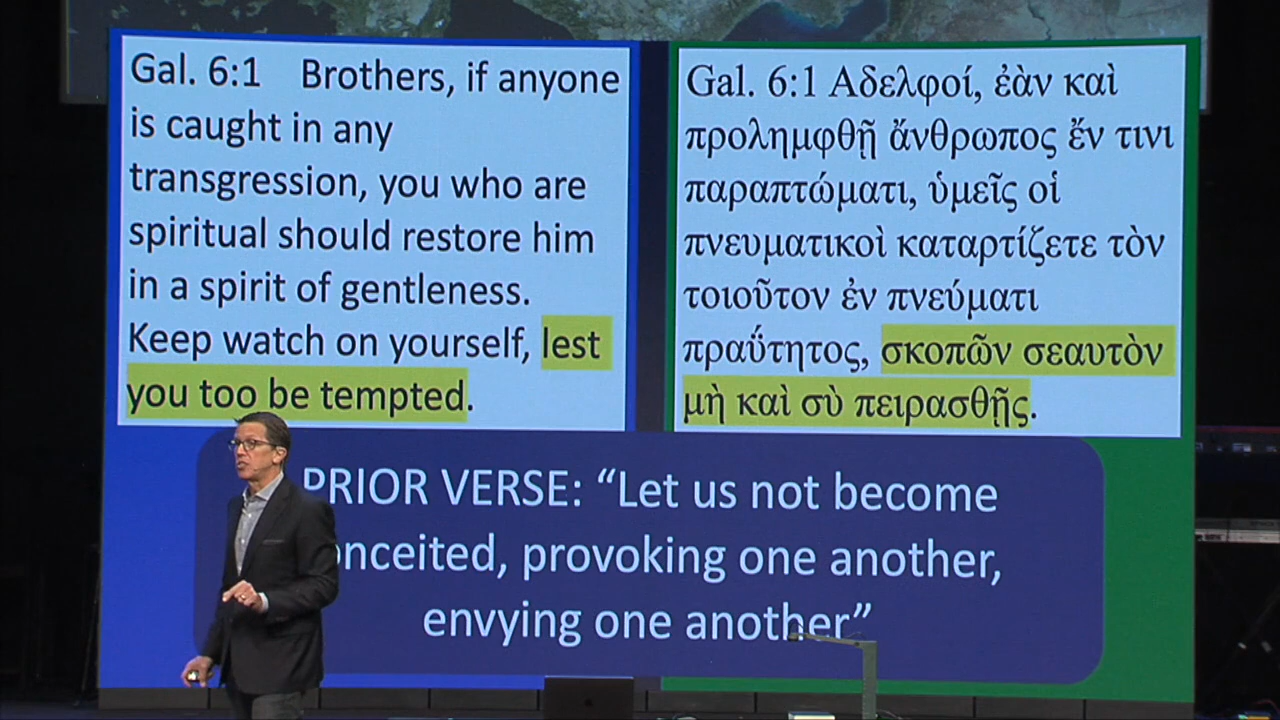 Gal. 6:1 Brothers, if anyone
is caught in any
transgression, you who are
spiritual should restore him
in a spirit of gentleness.
Keep watch on yourself, lest
you too be tempted.
Gal. 6:1 Αδελφοί, ἐὰν καὶ
προλημφθῇ ἄνθρωπος ἔν τινι
παραπτώματι, ὑμεῖς οἱ
πνευματικοὶ καταρτίζετε τὸν
τοιοῦτον ἐν πνεύματι
πραΰτητος, σκοπῶν σεαυτὸν
μὴ καὶ σὺ πειρασθῇς.
PRIOR VERSE: “Let us not become
onceited, provoking one another,
envying one another”